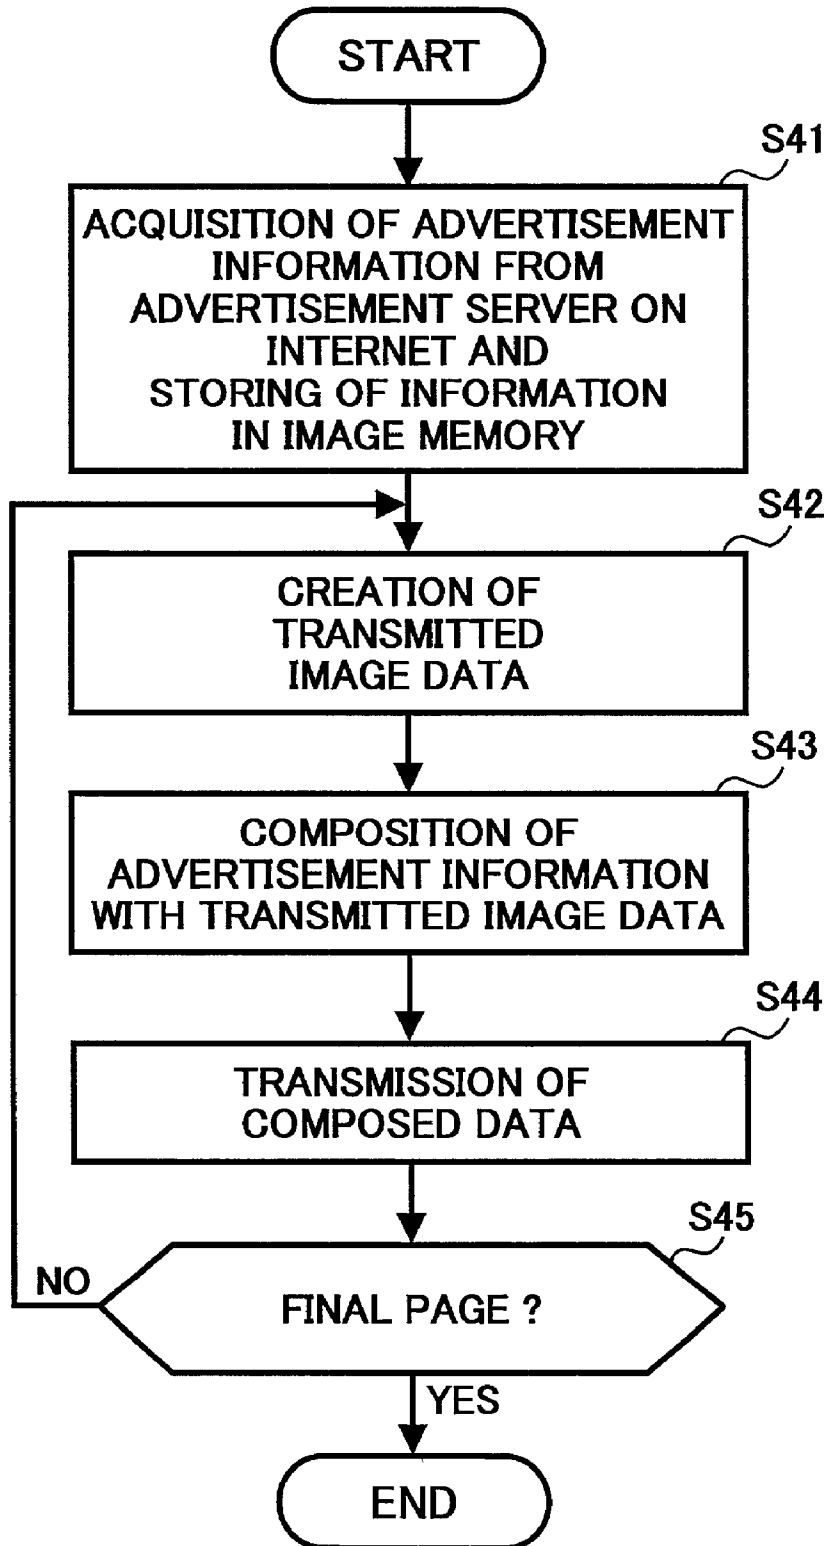 START
S41
ACQUISITION OF ADVERTISEMENT
INFORMATION FROM
ADVERTISEMENT SERVER ON
INTERNET AND
STORING OF INFORMATION
IN IMAGE MEMORY
S42
CREATION OF
TRANSMITTED
IMAGE DATA
S43
COMPOSITION OF
ADVERTISEMENT INFORMATION
WITH TRANSMITTED IMAGE DATA
S44
TRANSMISSION OF
COMPOSED DATA
S45
NO
FINAL PAGE ?
YES
END